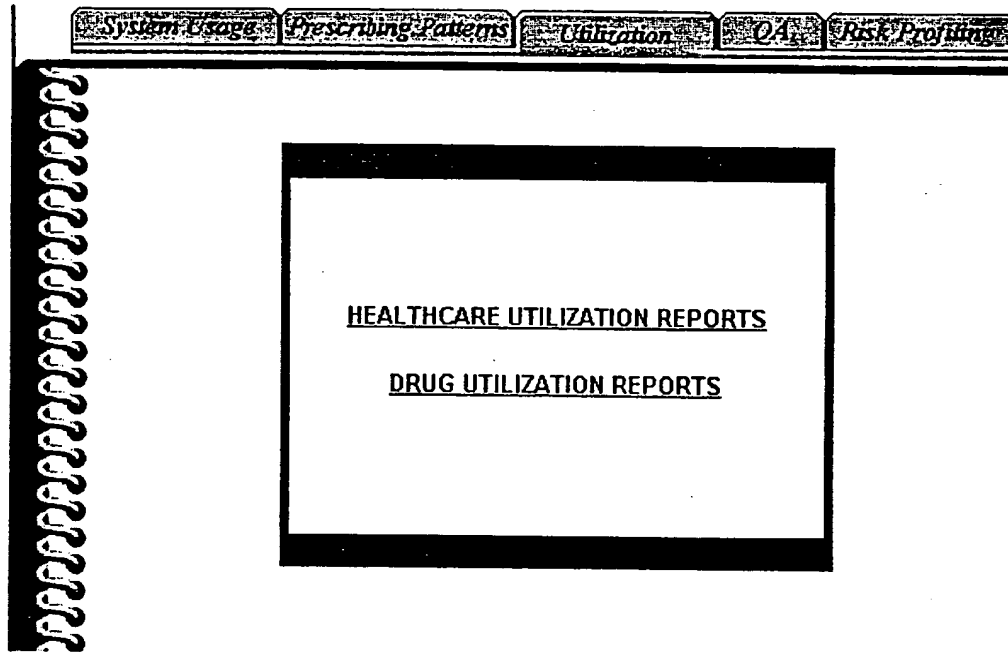 System Usage Prescribing Patterns Utilization QA Risk Profiling
HEALTHCARE UTILIZATION REPORTS
DRUG UTILIZATION REPORTS